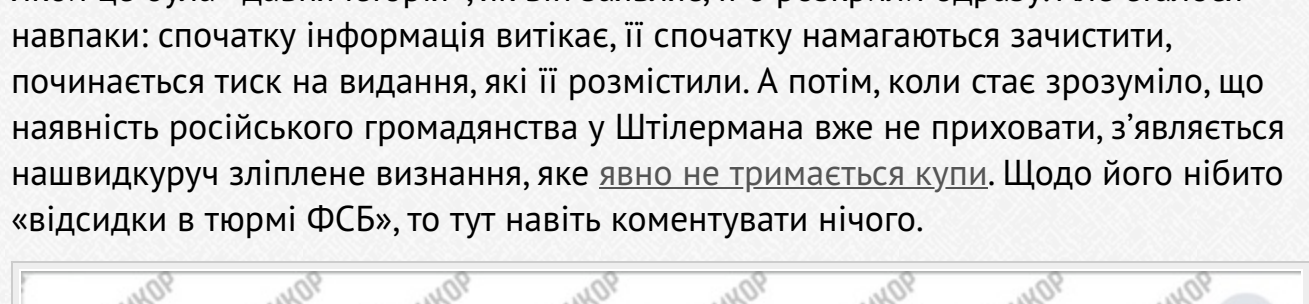 навпаки: спочатку інформація витікає, її спочатку намагаються зачистити,
починається тиск на видання, які її розмістили. А потім, коли стає зрозуміло, що
наявність російського громадянства у Штілермана вже не приховати, з’являється
нашвидкуруч зліплене визнання, яке явно не тримається купи. Щодо його нібито
«відсидки в тюрмі ФСБ», то тут навіть коментувати нічого.